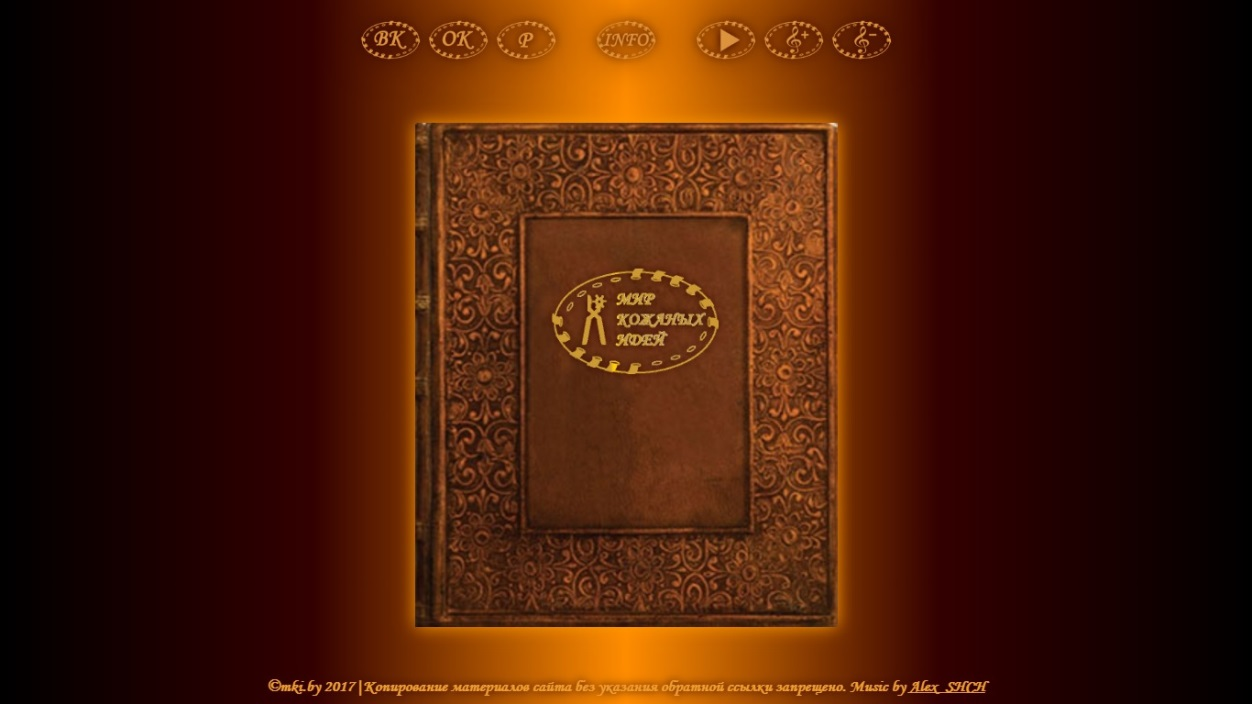 ВК ОК P INFO
МИР
КОЖАНЫХ
ИДЕЙ
©mki.by 2017|Копирование материалов сайта без указания обратной ссылки запрещено. Music by Alex_SHCH